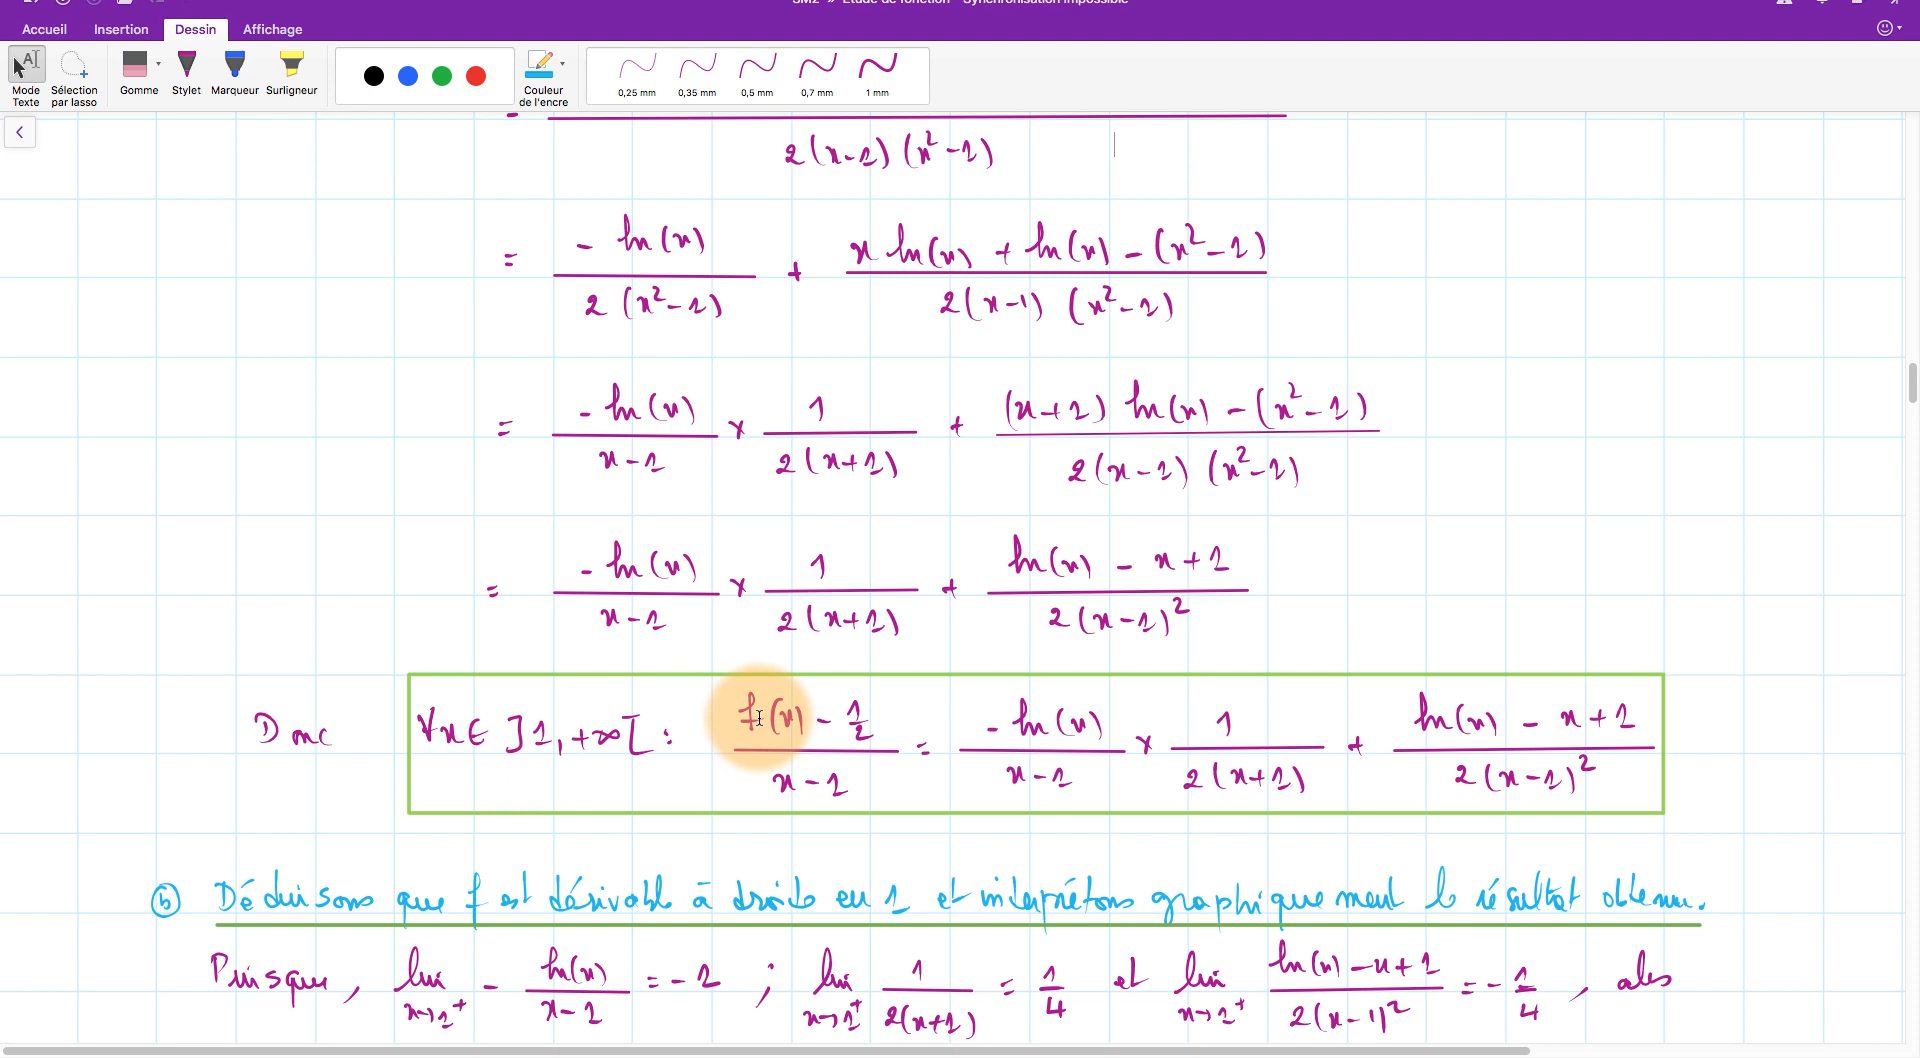 SM2 » Étude de fonction – Synchronisation impossible
Accueil Insertion Dessin Affichage
Mode Texte Sélection par lasso Gomme Stylet Marqueur Surligneur Couleur de l'encre 0,25 mm 0,35 mm 0,5 mm 0,7 mm 1 mm
2(x-1)(x²-1)
= -ln(x) / 2(x²-1) + x ln(x) + ln(x) - (x²-1) / 2(x-1)(x²-1)
= -ln(x) / x-1 × 1 / 2(x+1) + (x+1) ln(x) - (x²-1) / 2(x-1)(x²-1)
= -ln(x) / x-1 × 1 / 2(x+1) + ln(x) - x + 1 / 2(x-1)²
Donc ∀x∈ ]1,+∞[ : f(x) - 1/2 / x-1 = -ln(x) / x-1 × 1 / 2(x+1) + ln(x) - x + 1 / 2(x-1)²
ⓑ Déduisons que f est dérivable à droite en 1 et interprétons graphiquement le résultat obtenu.
Puisque, lim x→1⁺ - ln(x) / x-1 = -1 ; lim x→1⁺ 1 / 2(x+1) = 1/4 et lim x→1⁺ ln(x) - x + 1 / 2(x-1)² = - 1/4 , alors